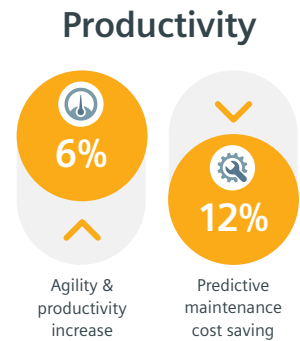 Productivity
6%
Agility &
productivity
increase
12%
Predictive
maintenance
cost saving